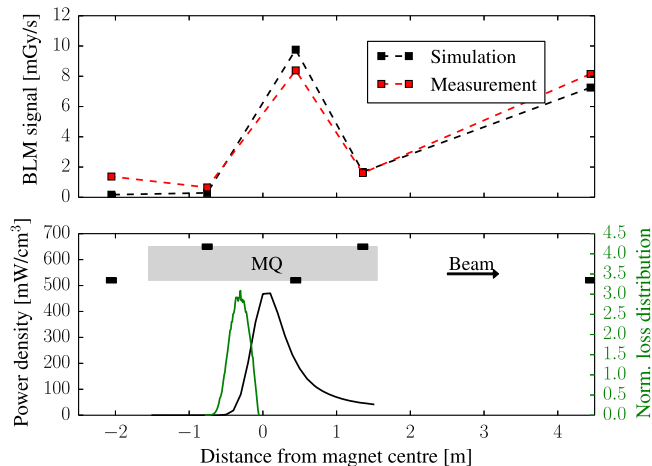 12
10
8
6
4
2
0
BLM signal [mGy/s]
Simulation
Measurement
700
600
500
400
300
200
100
0
Power density [mW/cm³]
MQ
Beam
4.5
4.0
3.5
3.0
2.5
2.0
1.5
1.0
0.5
0.0
Norm. loss distribution
−2 −1 0 1 2 3 4
Distance from magnet centre [m]